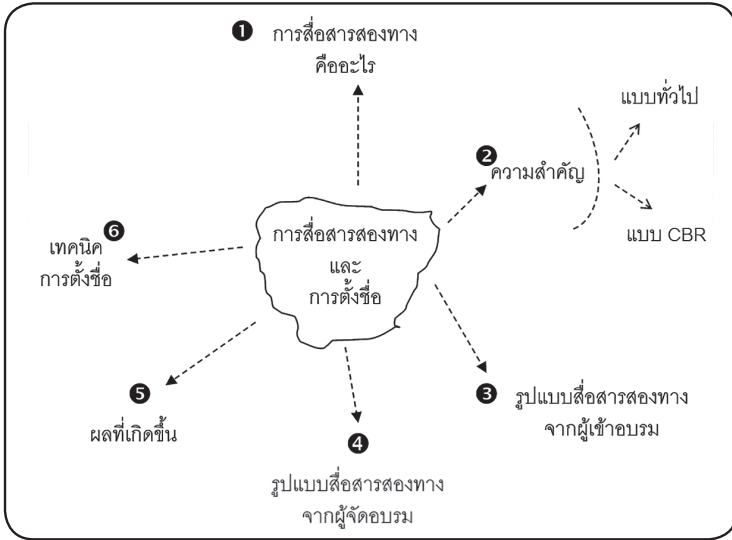 ❶ การสื่อสารสองทาง
คืออะไร
❷ ความสำคัญ
แบบทั่วไป
แบบ CBR
การสื่อสารสองทาง
และ
การตั้งชื่อ
❸ รูปแบบสื่อสารสองทาง
จากผู้เข้าอบรม
❹
รูปแบบสื่อสารสองทาง
จากผู้จัดอบรม
❺
ผลที่เกิดขึ้น
❻
เทคนิค
การตั้งชื่อ